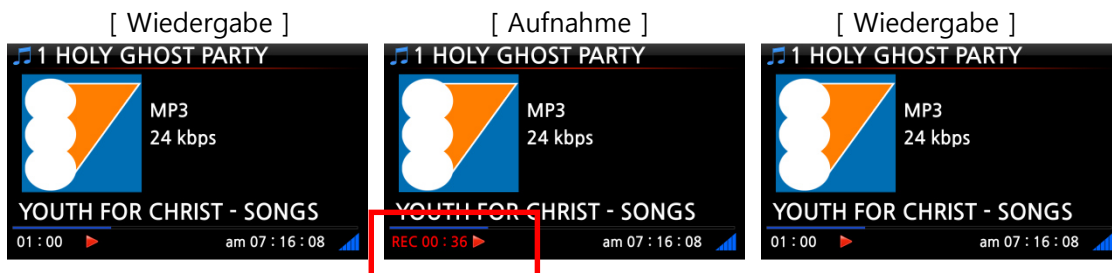 [ Wiedergabe ]
1 HOLY GHOST PARTY
MP3
24 kbps
YOUTH FOR CHRIST - SONGS
01 : 00 am 07 : 16 : 08
[ Aufnahme ]
1 HOLY GHOST PARTY
MP3
24 kbps
YOUTH FOR CHRIST - SONGS
REC 00 : 36 am 07 : 16 : 08
[ Wiedergabe ]
1 HOLY GHOST PARTY
MP3
24 kbps
YOUTH FOR CHRIST - SONGS
01 : 00 am 07 : 16 : 08